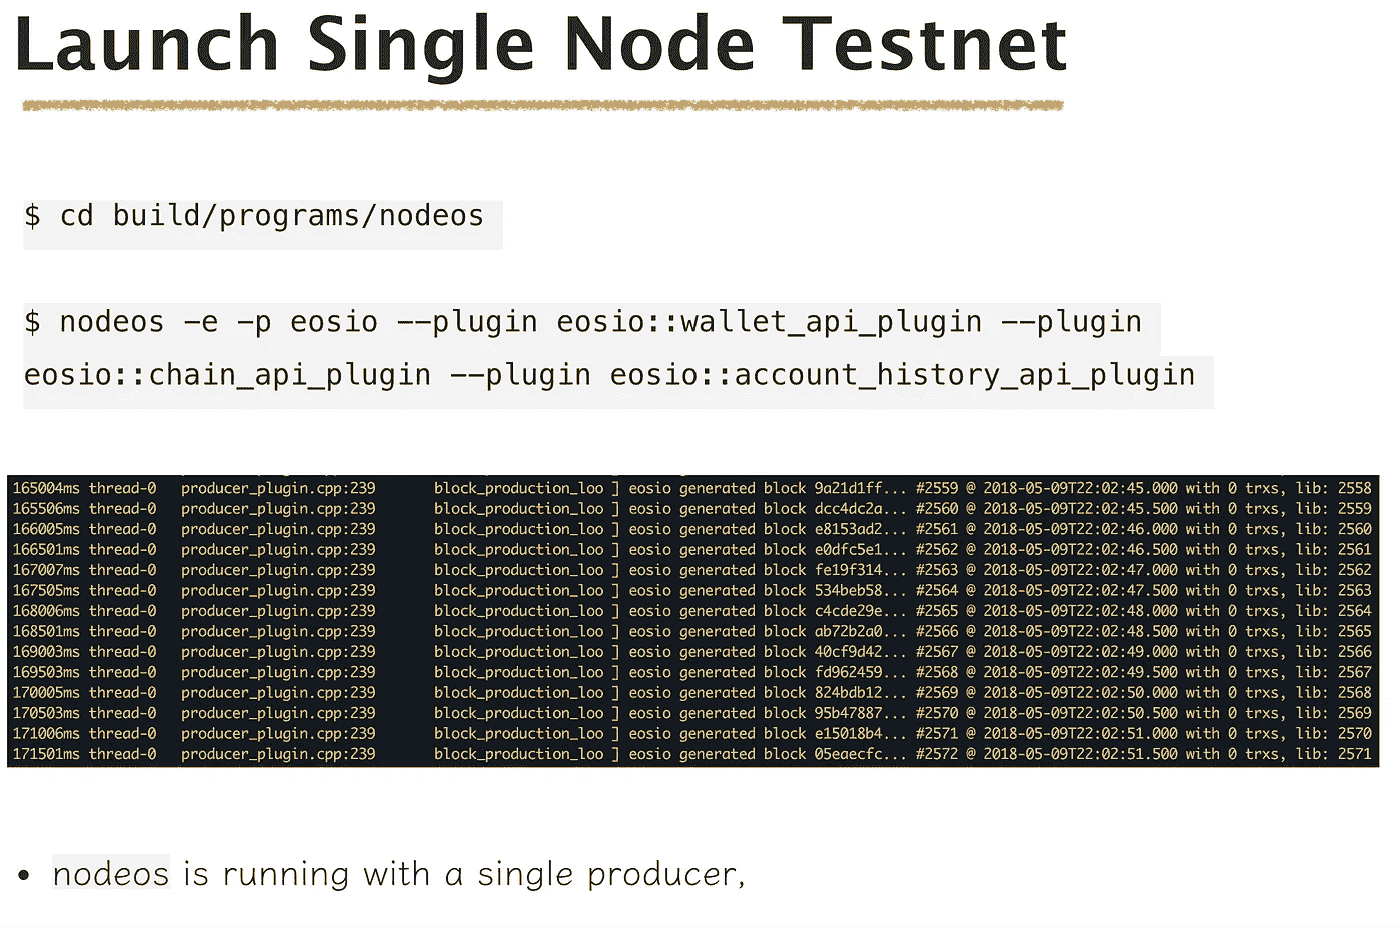 Launch Single Node Testnet
$ cd build/programs/nodeos
$ nodeos -e -p eosio --plugin eosio::wallet_api_plugin --plugin
eosio::chain_api_plugin --plugin eosio::account_history_api_plugin
165004ms thread-0 producer_plugin.cpp:239 block_production_loo ] eosio generated block 9a21d1ff... #2559 @ 2018-05-09T22:02:45.000 with 0 trxs, lib: 2558
165506ms thread-0 producer_plugin.cpp:239 block_production_loo ] eosio generated block dcc4dc2a... #2560 @ 2018-05-09T22:02:45.500 with 0 trxs, lib: 2559
166005ms thread-0 producer_plugin.cpp:239 block_production_loo ] eosio generated block e8153ad2... #2561 @ 2018-05-09T22:02:46.000 with 0 trxs, lib: 2560
166501ms thread-0 producer_plugin.cpp:239 block_production_loo ] eosio generated block e0dfc5e1... #2562 @ 2018-05-09T22:02:46.500 with 0 trxs, lib: 2561
167007ms thread-0 producer_plugin.cpp:239 block_production_loo ] eosio generated block fe19f314... #2563 @ 2018-05-09T22:02:47.000 with 0 trxs, lib: 2562
167505ms thread-0 producer_plugin.cpp:239 block_production_loo ] eosio generated block 534beb58... #2564 @ 2018-05-09T22:02:47.500 with 0 trxs, lib: 2563
168006ms thread-0 producer_plugin.cpp:239 block_production_loo ] eosio generated block c4cde29e... #2565 @ 2018-05-09T22:02:48.000 with 0 trxs, lib: 2564
168501ms thread-0 producer_plugin.cpp:239 block_production_loo ] eosio generated block ab72b2a0... #2566 @ 2018-05-09T22:02:48.500 with 0 trxs, lib: 2565
169003ms thread-0 producer_plugin.cpp:239 block_production_loo ] eosio generated block 40cf9d42... #2567 @ 2018-05-09T22:02:49.000 with 0 trxs, lib: 2566
169503ms thread-0 producer_plugin.cpp:239 block_production_loo ] eosio generated block fd962459... #2568 @ 2018-05-09T22:02:49.500 with 0 trxs, lib: 2567
170005ms thread-0 producer_plugin.cpp:239 block_production_loo ] eosio generated block 824bdb12... #2569 @ 2018-05-09T22:02:50.000 with 0 trxs, lib: 2568
170503ms thread-0 producer_plugin.cpp:239 block_production_loo ] eosio generated block 95b47887... #2570 @ 2018-05-09T22:02:50.500 with 0 trxs, lib: 2569
171006ms thread-0 producer_plugin.cpp:239 block_production_loo ] eosio generated block e15018b4... #2571 @ 2018-05-09T22:02:51.000 with 0 trxs, lib: 2570
171501ms thread-0 producer_plugin.cpp:239 block_production_loo ] eosio generated block 05eaecfc... #2572 @ 2018-05-09T22:02:51.500 with 0 trxs, lib: 2571
• nodeos is running with a single producer,